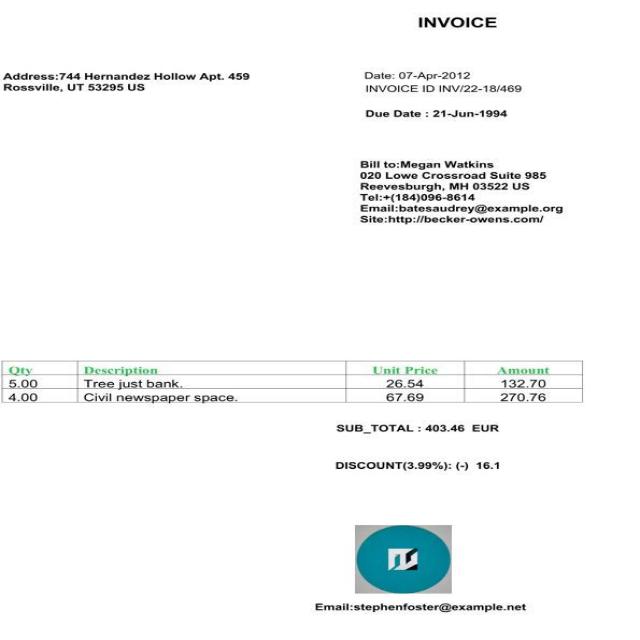 INVOICE
Address:744 Hernandez Hollow Apt. 459
Rossville, UT 53295 US
Date: 07-Apr-2012
INVOICE ID INV/22-18/469
Due Date : 21-Jun-1994
Bill to:Megan Watkins
020 Lowe Crossroad Suite 985
Reevesburgh, MH 03522 US
Tel:+(184)096-8614
Email:batesaudrey@example.org
Site:http://becker-owens.com/
Qty Description Unit Price Amount
5.00 Tree just bank. 26.54 132.70
4.00 Civil newspaper space. 67.69 270.76
SUB_TOTAL : 403.46 EUR
DISCOUNT(3.99%): (-) 16.1
Email:stephenfoster@example.net